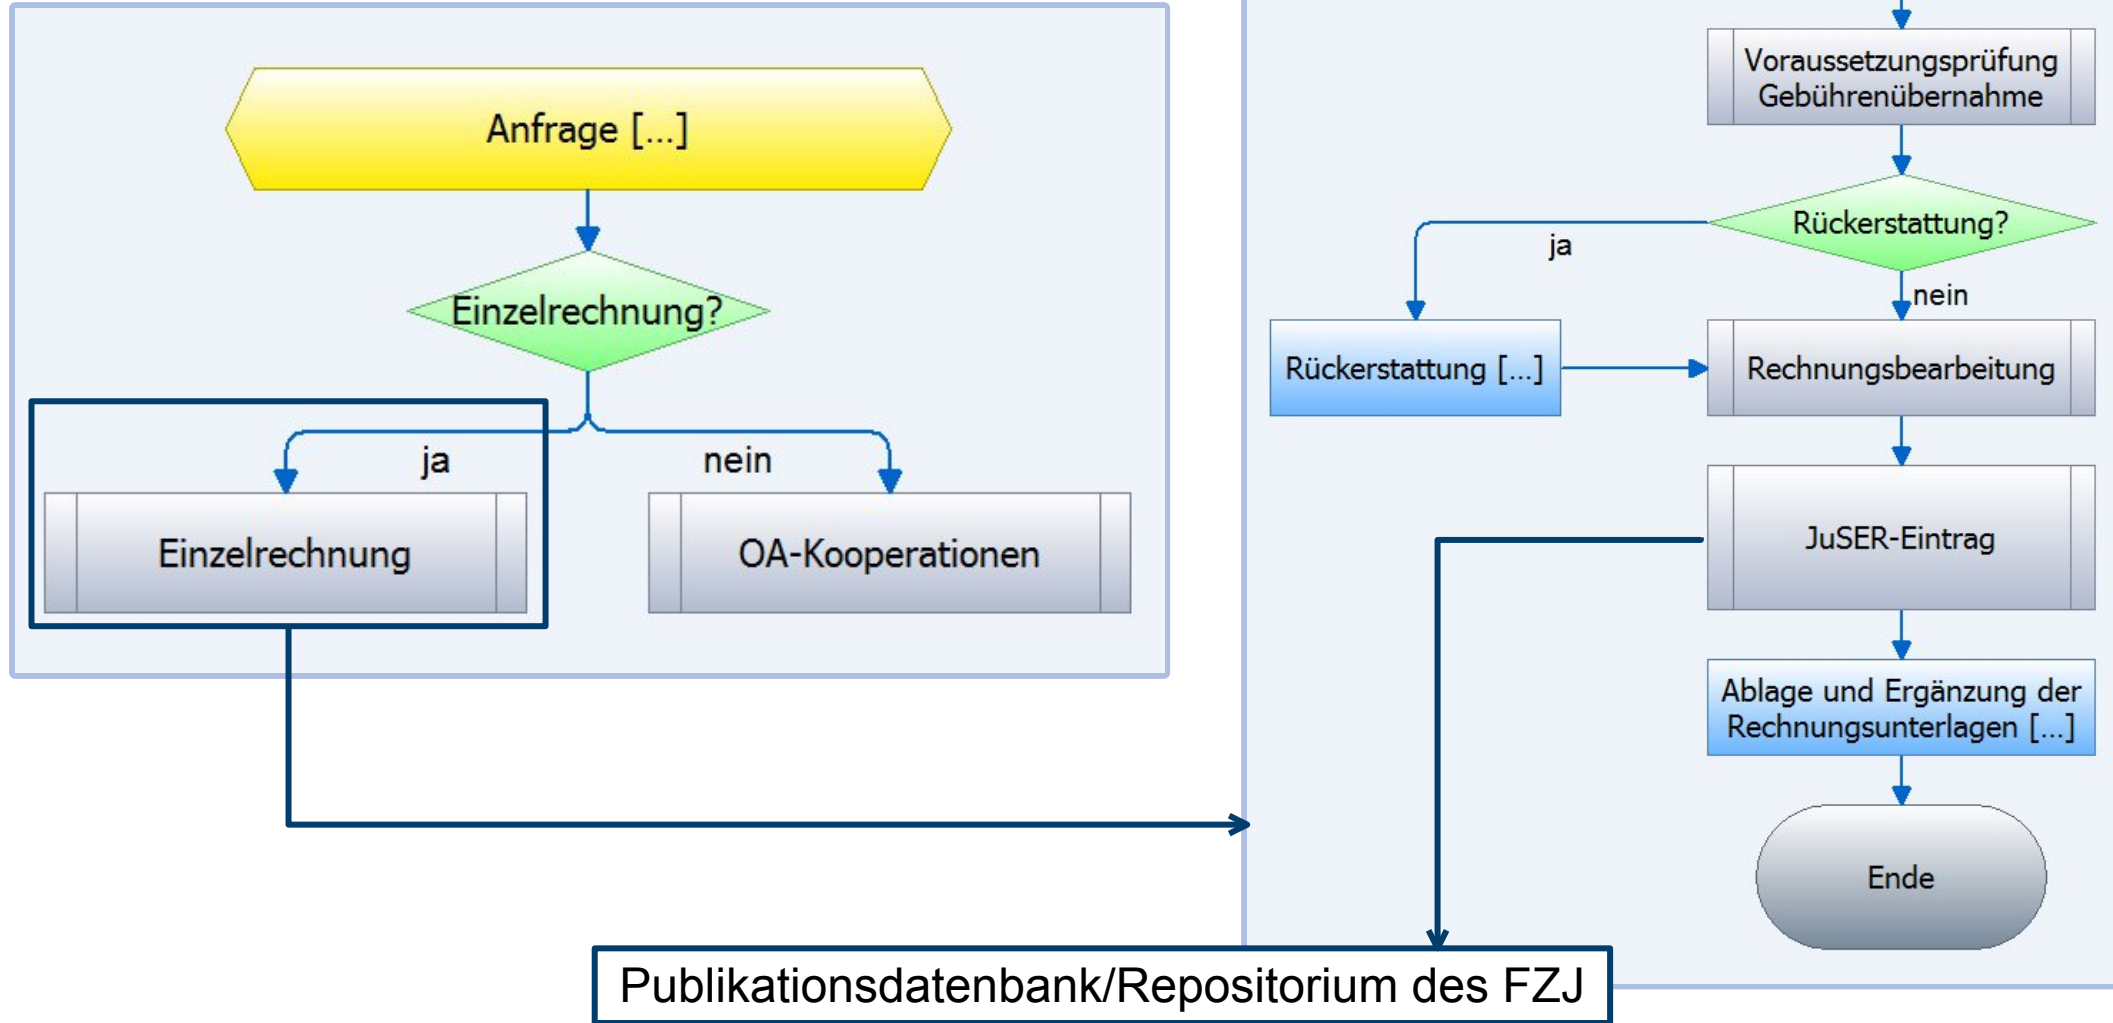 Anfrage [...]
Einzelrechnung?
ja
nein
Einzelrechnung
OA-Kooperationen
Voraussetzungsprüfung
Gebührenübernahme
Rückerstattung?
ja
nein
Rückerstattung [...]
Rechnungsbearbeitung
JuSER-Eintrag
Ablage und Ergänzung der
Rechnungsunterlagen [...]
Ende
Publikationsdatenbank/Repositorium des FZJ